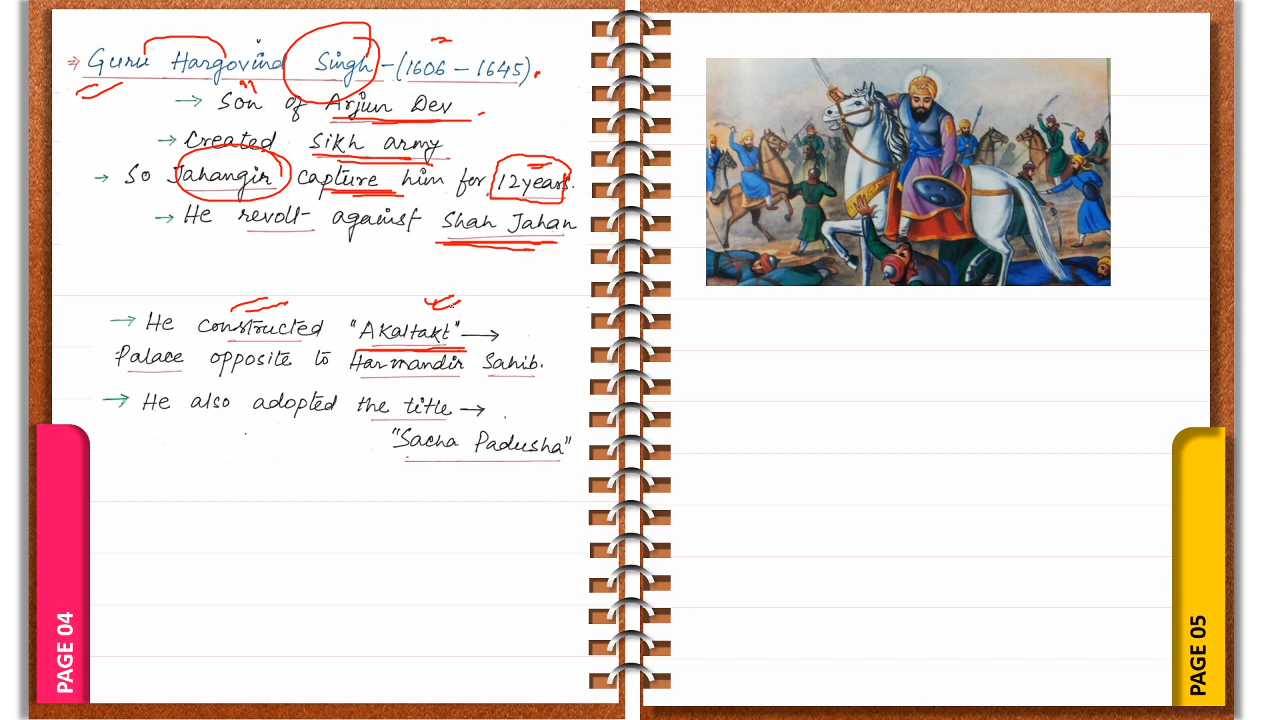 ⇒ Guru Hargovind Singh - (1606 - 1645).
→ Son of Arjun Dev
→ Created Sikh army
→ So Jahangir capture him for 12 years.
→ He revolt against Shah Jahan
→ He constructed "Akaltakt" →
Palace opposite to Harmandir Sahib.
→ He also adopted the title →
"Sacha Padusha"
PAGE 04
PAGE 05